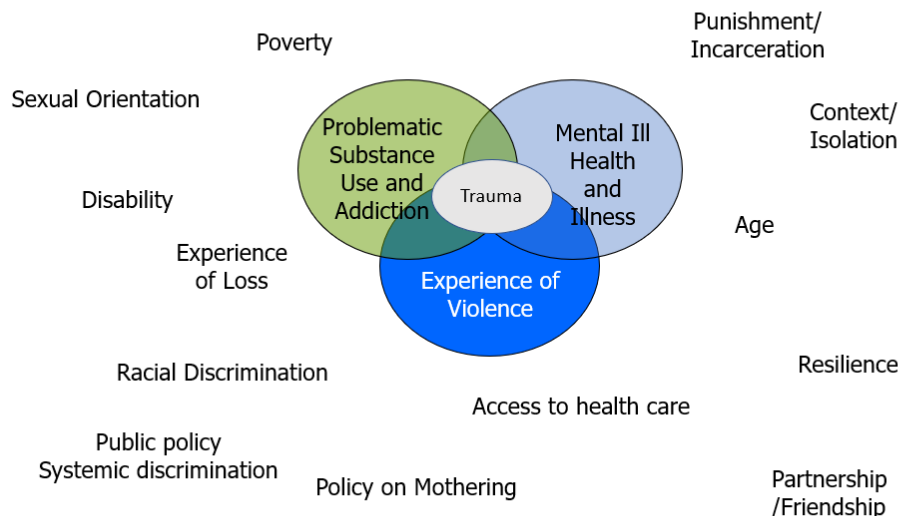 Poverty
Punishment/
Incarceration
Sexual Orientation
Context/
Isolation
Problematic
Substance
Use and
Addiction
Mental Ill
Health
and
Illness
Trauma
Disability
Age
Experience
of Loss
Experience of
Violence
Racial Discrimination
Resilience
Access to health care
Public policy
Systemic discrimination
Policy on Mothering
Partnership
/Friendship